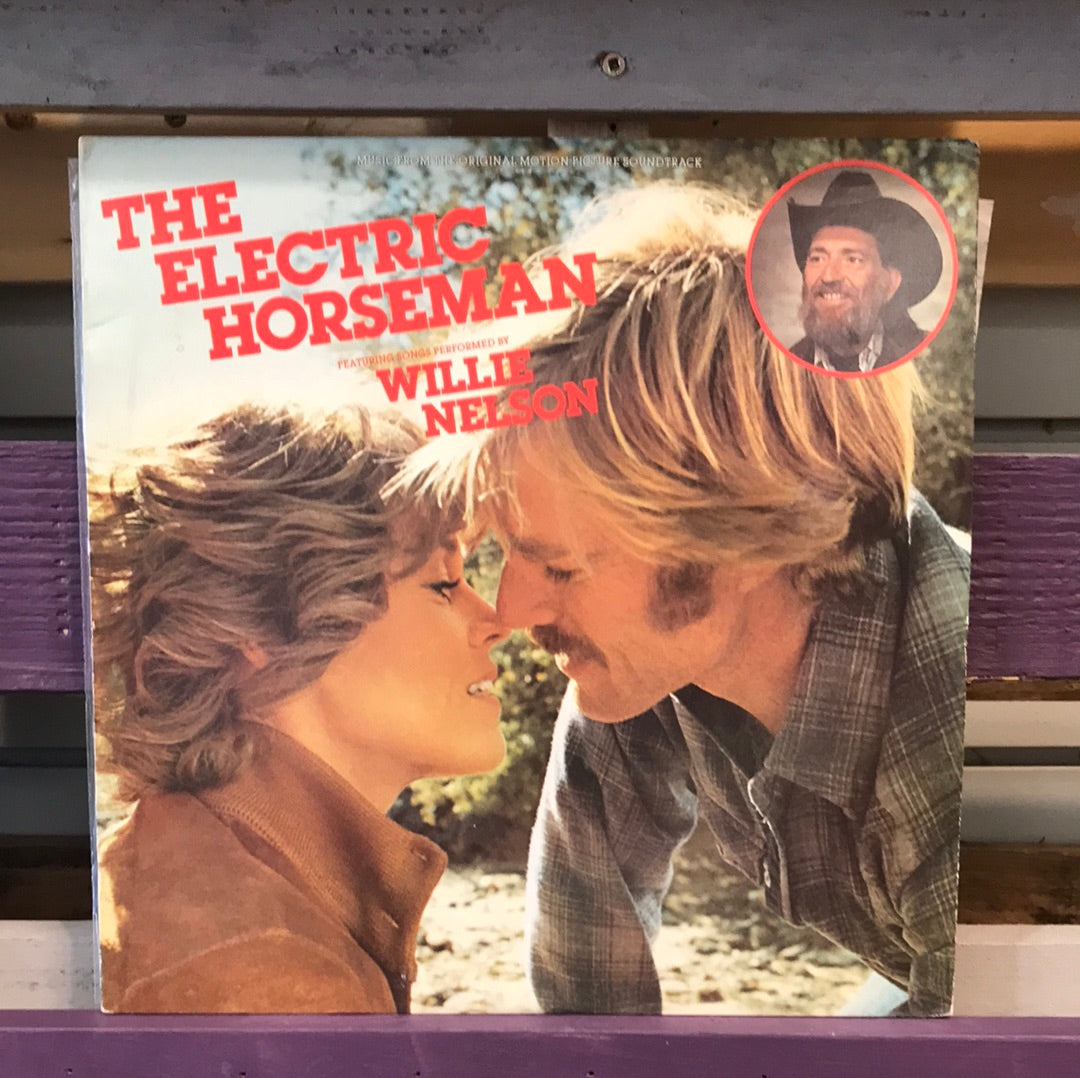 MUSIC FROM THE ORIGINAL MOTION PICTURE SOUNDTRACK
THE
ELECTRIC
HORSEMAN
FEATURING SONGS PERFORMED BY
WILLIE
NELSON